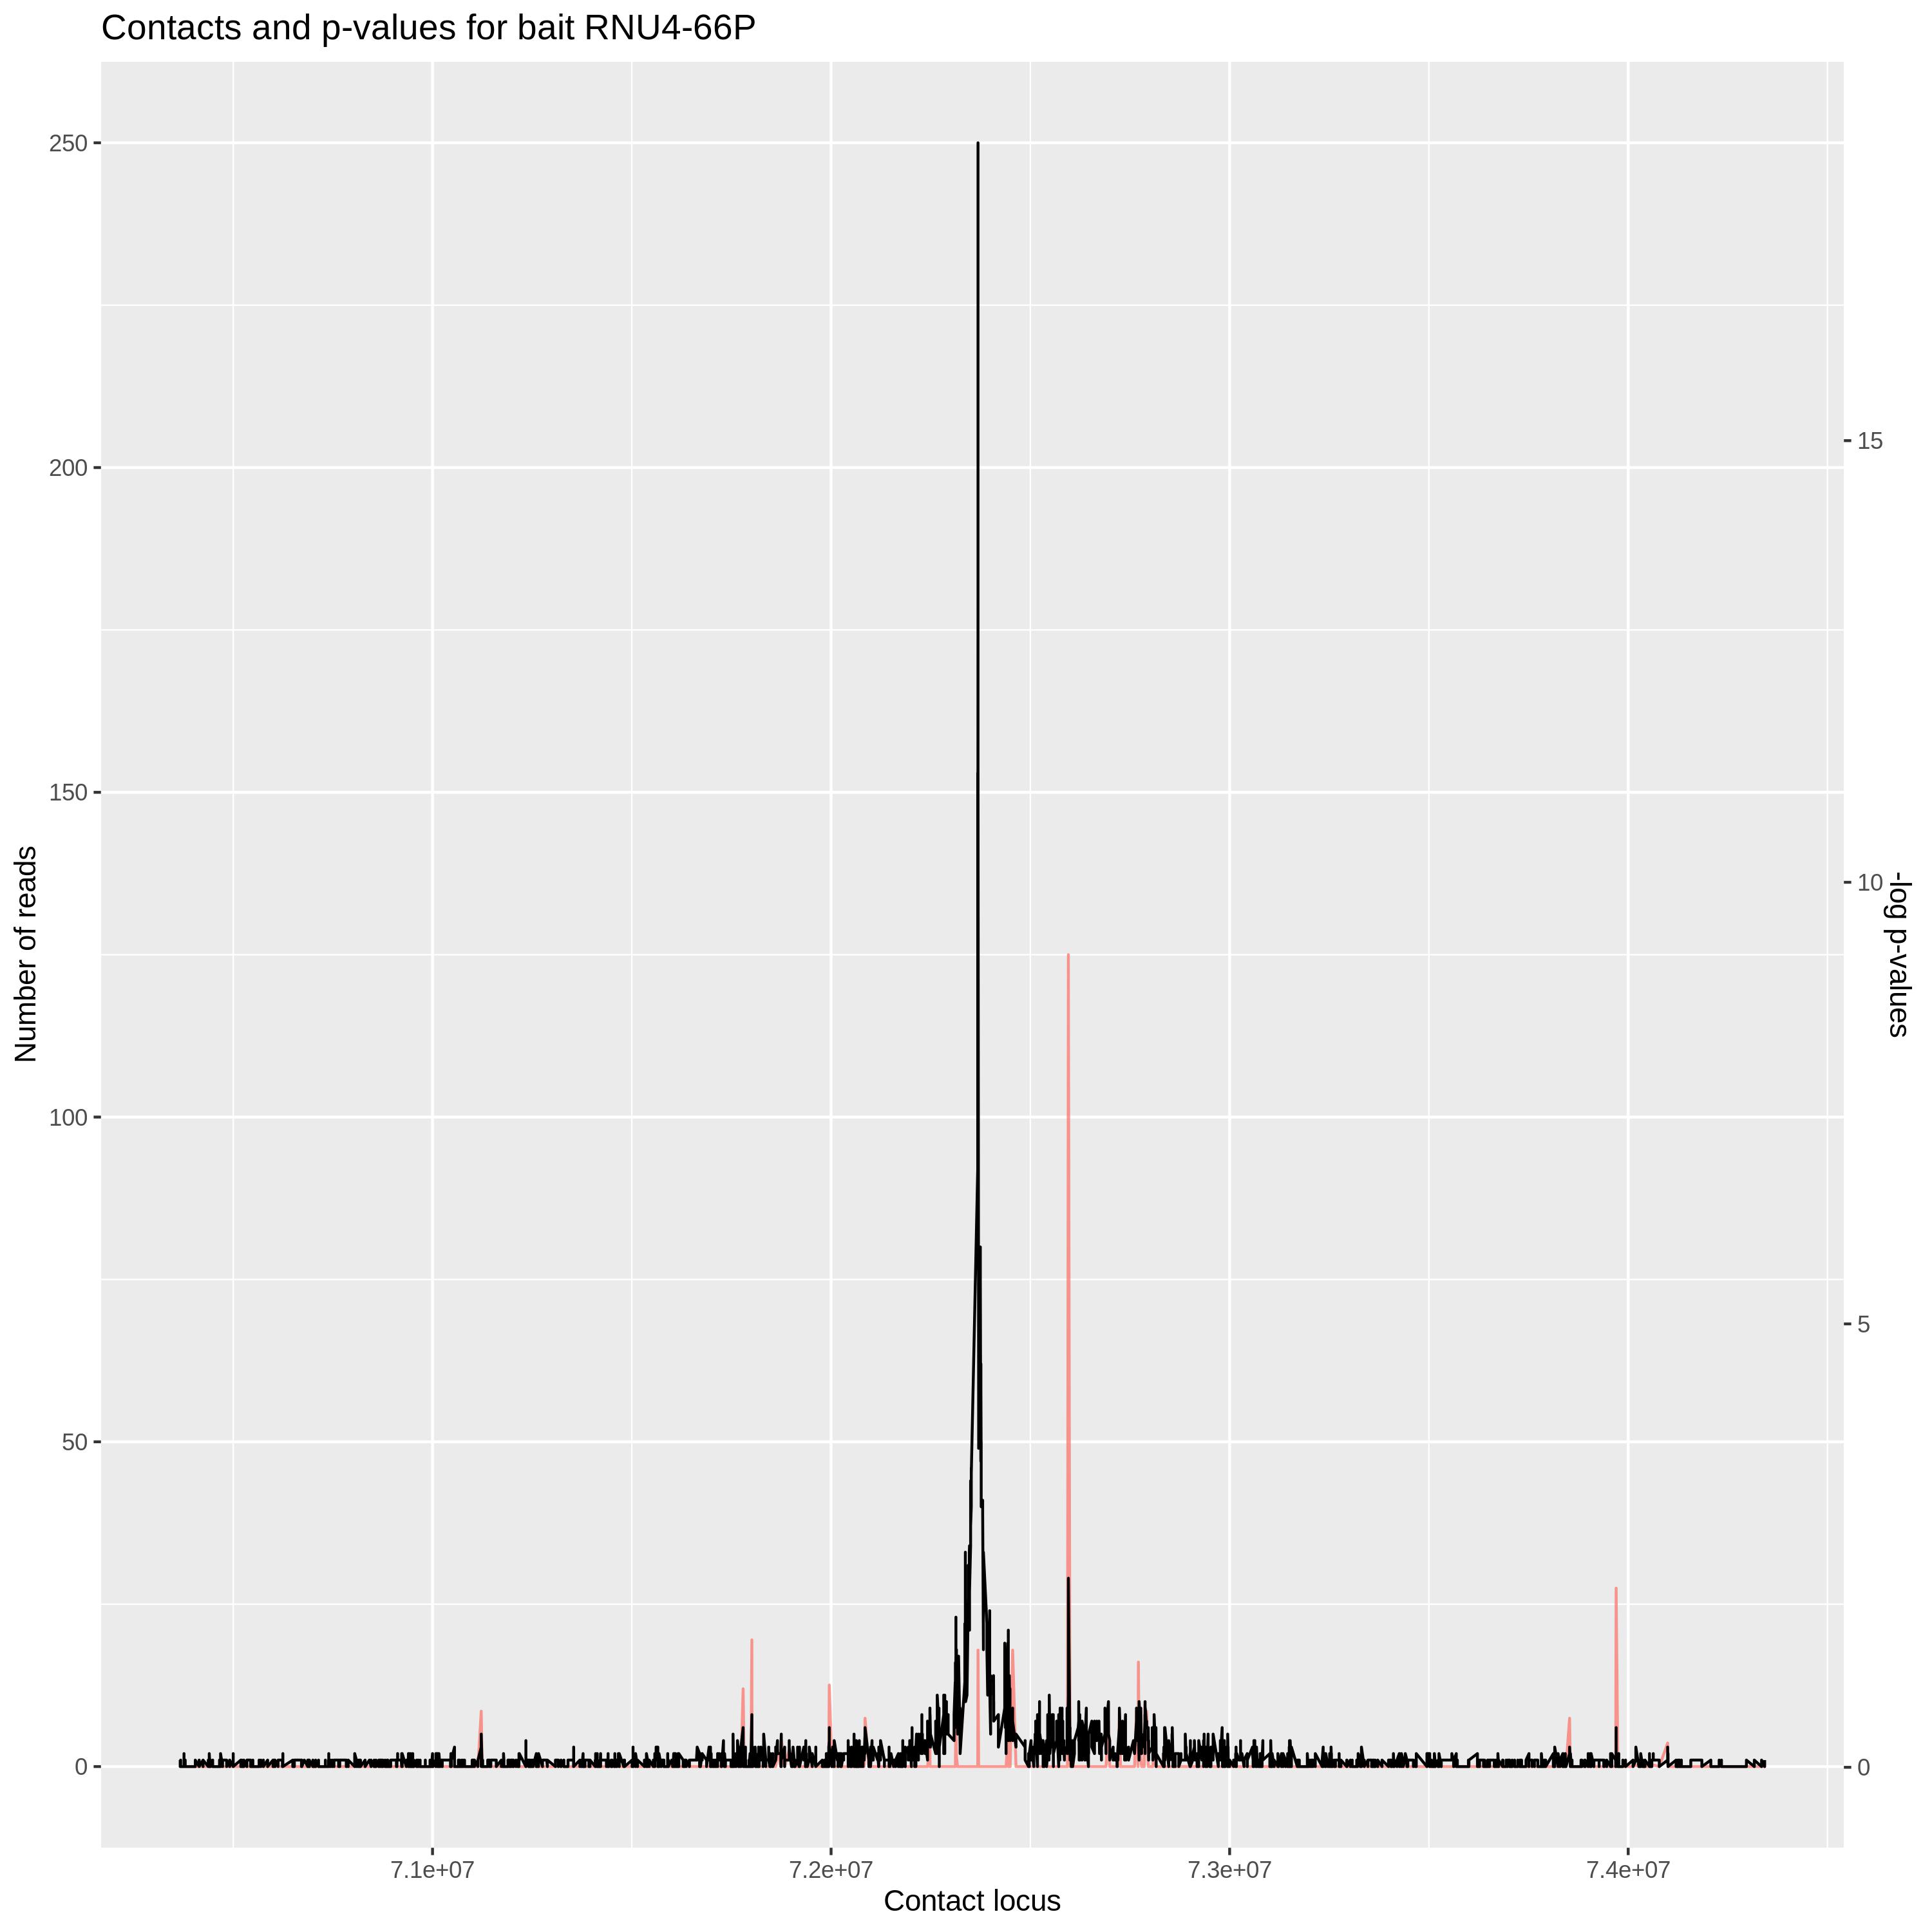 Contacts and p-values for bait RNU4-66P
250
200
150
100
50
0
Number of reads
15
10
5
0
-log p-values
7.1e+07
7.2e+07
7.3e+07
7.4e+07
Contact locus